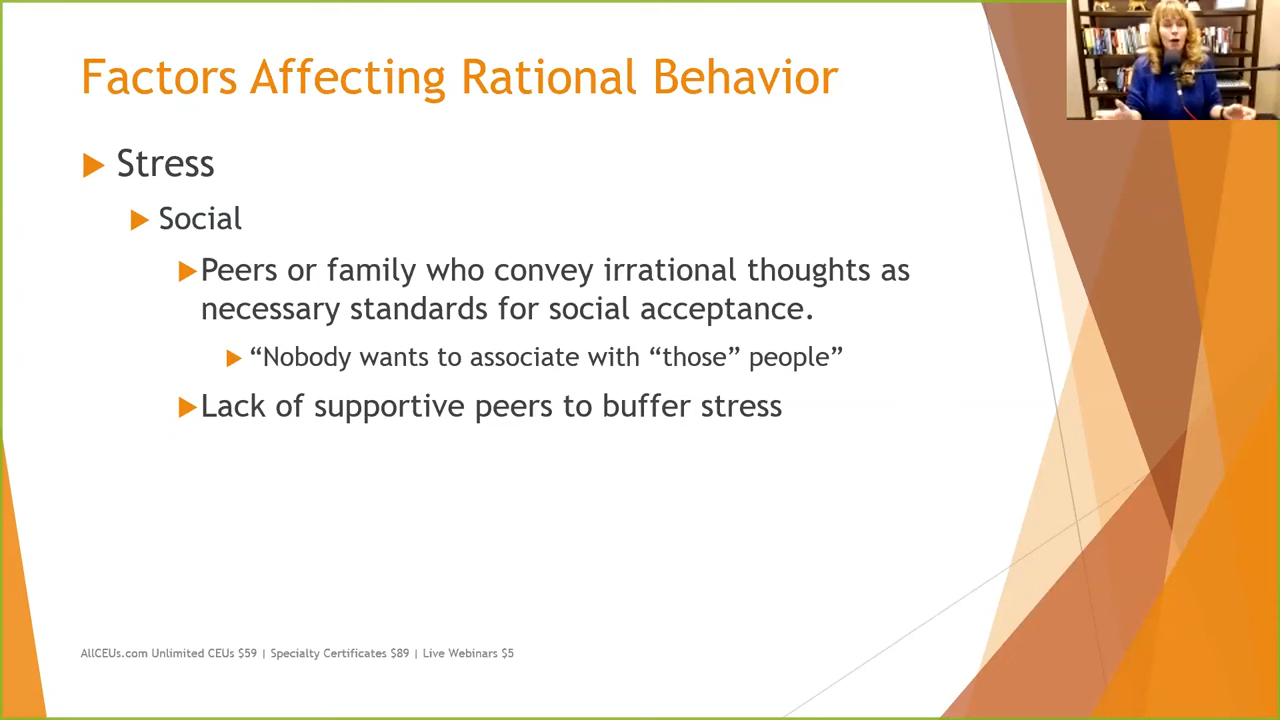 Factors Affecting Rational Behavior
Stress
Social
Peers or family who convey irrational thoughts as
necessary standards for social acceptance.
“Nobody wants to associate with “those” people”
Lack of supportive peers to buffer stress
AllCEUs.com Unlimited CEUs $59 | Specialty Certificates $89 | Live Webinars $5